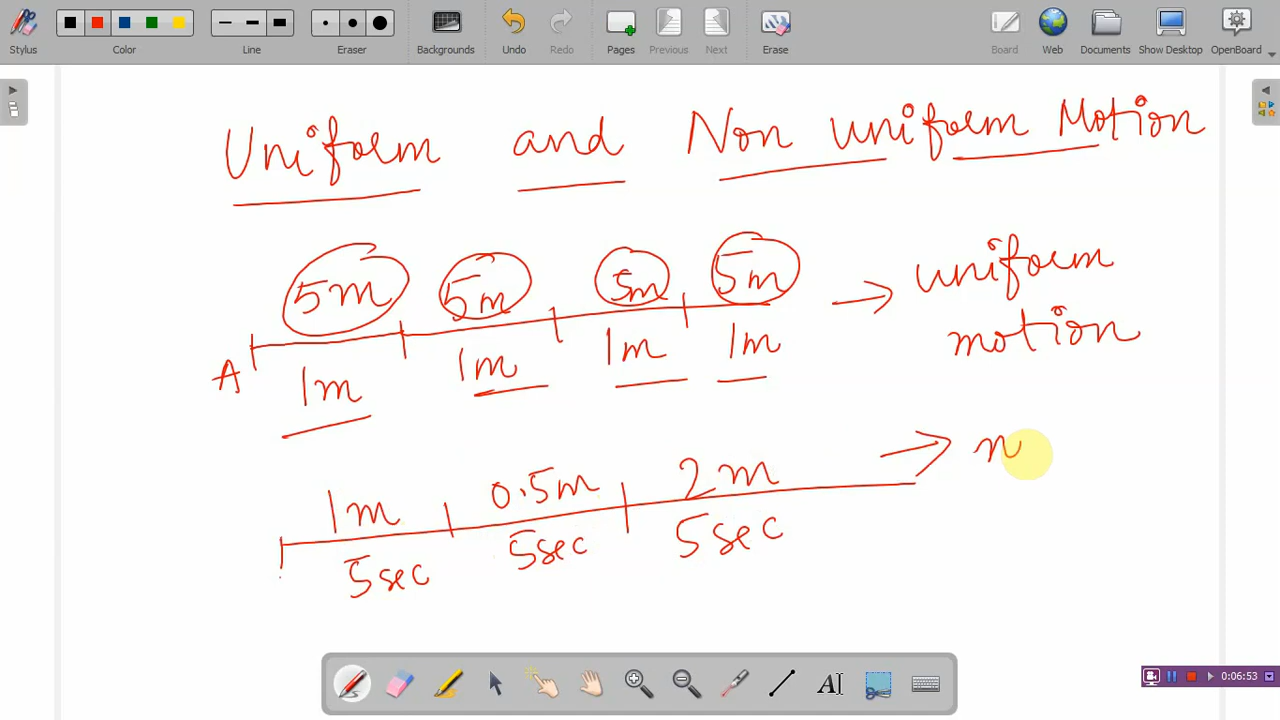 Stylus Color Line Eraser Backgrounds Undo Redo Pages Previous Next Erase Board Web Documents Show Desktop OpenBoard
Uniform and Non uniform Motion
5m 5m 5m 5m → uniform
motion
A 1m 1m 1m 1m
1m 0.5m 2m → n
5sec 5sec 5sec
0:06:53